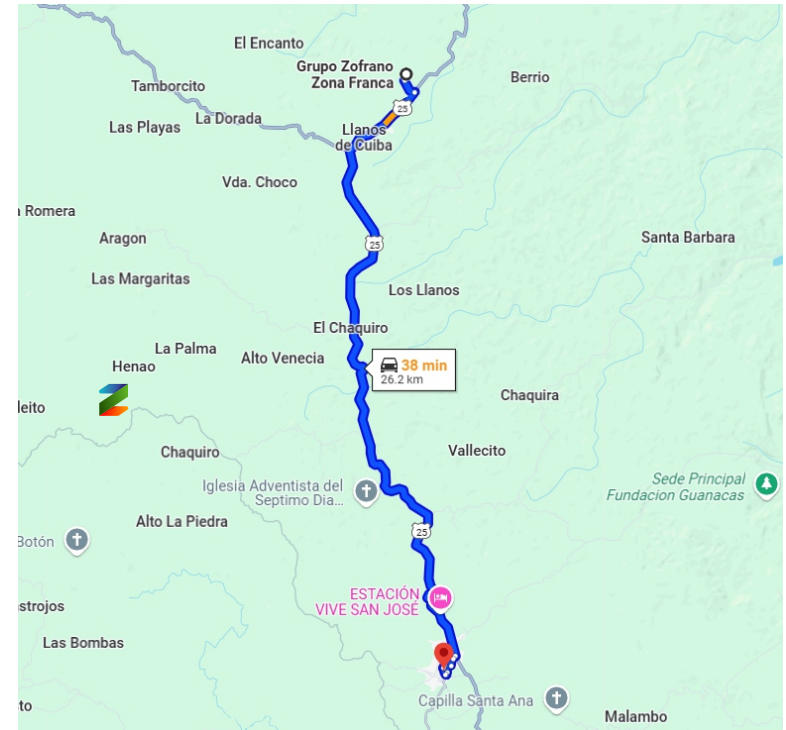 El Encanto
Grupo Zofrano
Zona Franca
Berrio
Tamborcito
La Dorada
Las Playas
25
Llanos
de Cuiba
Vda. Choco
a Romera
Aragon
25
Santa Barbara
Las Margaritas
Los Llanos
El Chaquiro
La Palma
Alto Venecia
Henao
38 min
26.2 km
Chaquira
leito
Chaquiro
Vallecito
Iglesia Adventista del
Septimo Dia...
Sede Principal
Fundacion Guanacas
Alto La Piedra
25
Botón
ESTACIÓN
VIVE SAN JOSÉ
strojos
Las Bombas
Capilla Santa Ana
to
Malambo